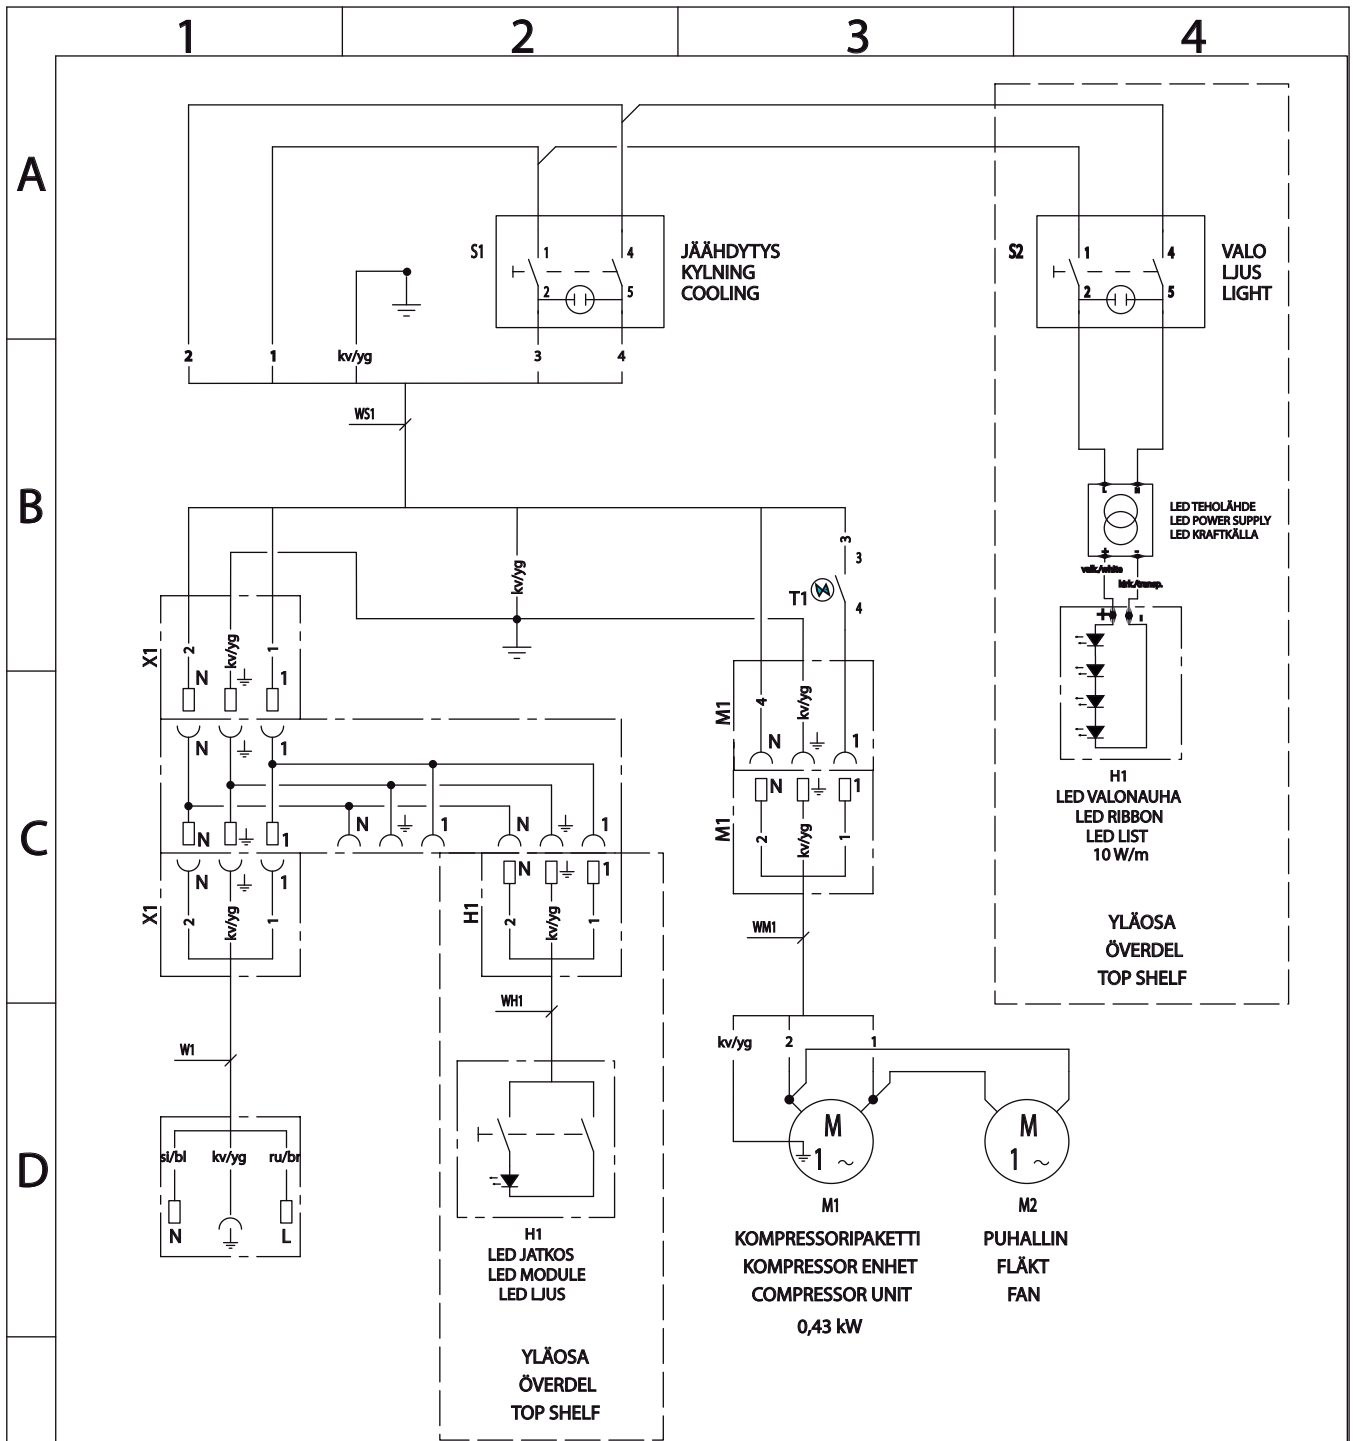 1 2 3 4
A
S1 1 4
2 5
JÄÄHDYTYS
KYLNING
COOLING
S2 1 4
2 5
VALO
LJUS
LIGHT
2 1 kv/yg 3 4
WS1
B
L N
LED TEHOLÄHDE
LED POWER SUPPLY
LED KRAFTKÄLLA
+ -
valk./white
kirk./transp.
kv/yg
3
3
T1
4
+ -
X1
2 kv/yg 1
N 1
M1
4 kv/yg
N 1
N 1
N 1
M1
2 kv/yg 1
H1
LED VALONAUHA
LED RIBBON
LED LIST
10 W/m
C
N 1 N 1 N 1
X1
N 1
2 kv/yg 1
H1
N 1
2 kv/yg 1
WM1
YLÄOSA
ÖVERDEL
TOP SHELF
WH1
W1
kv/yg 2 1
D
si/bl kv/yg ru/br
N L
M
1 ~
M
1 ~
M1
KOMPRESSORIPAKETTI
KOMPRESSOR ENHET
COMPRESSOR UNIT
0,43 kW
M2
PUHALLIN
FLÄKT
FAN
H1
LED JATKOS
LED MODULE
LED LJUS
YLÄOSA
ÖVERDEL
TOP SHELF